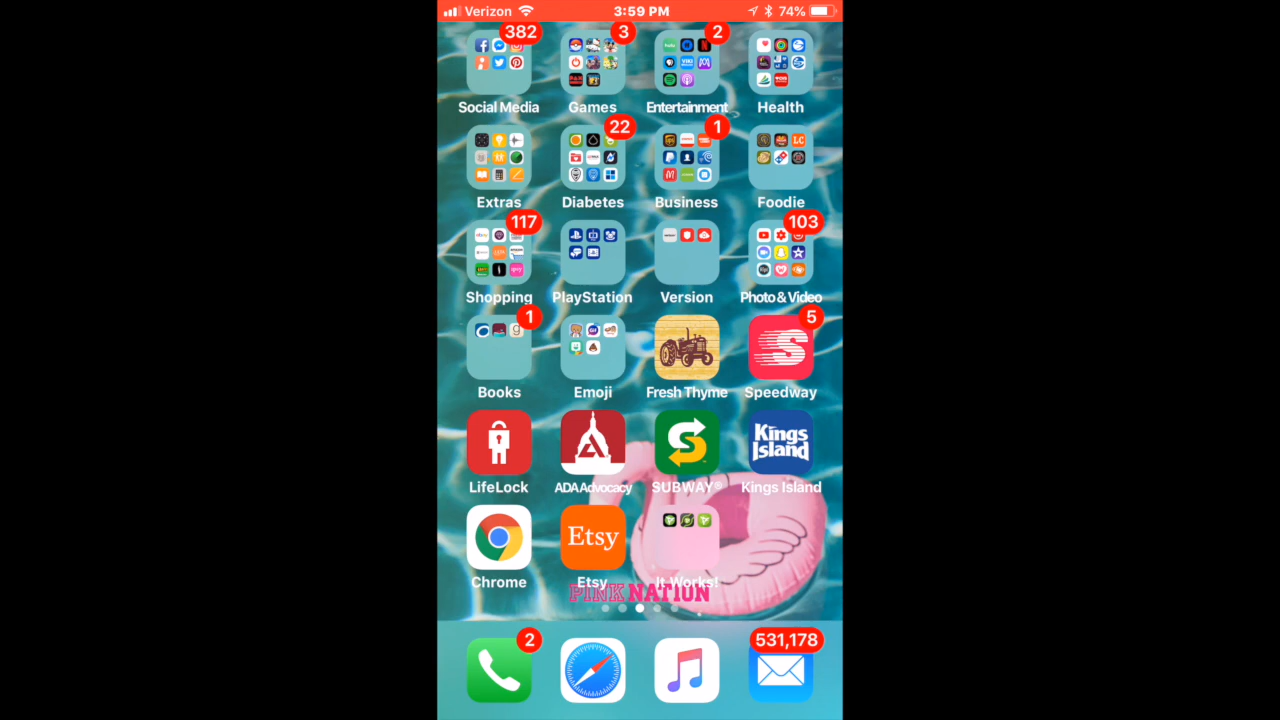 Verizon 3:59 PM 74%
382 3 2
Social Media Games Entertainment Health
22 1
Extras Diabetes Business Foodie
117 103
Shopping PlayStation Version Photo & Video
1 5
Books Emoji Fresh Thyme Speedway
S
Kings
Island
LifeLock ADA Advocacy SUBWAY® Kings Island
Etsy
Chrome Etsy It Works!
PINK NATION
2 531,178